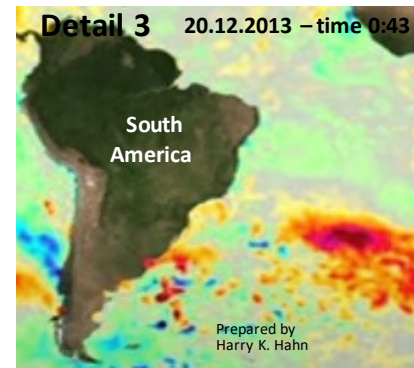 Detail 3 20.12.2013 – time 0:43
South
America
Prepared by
Harry K. Hahn